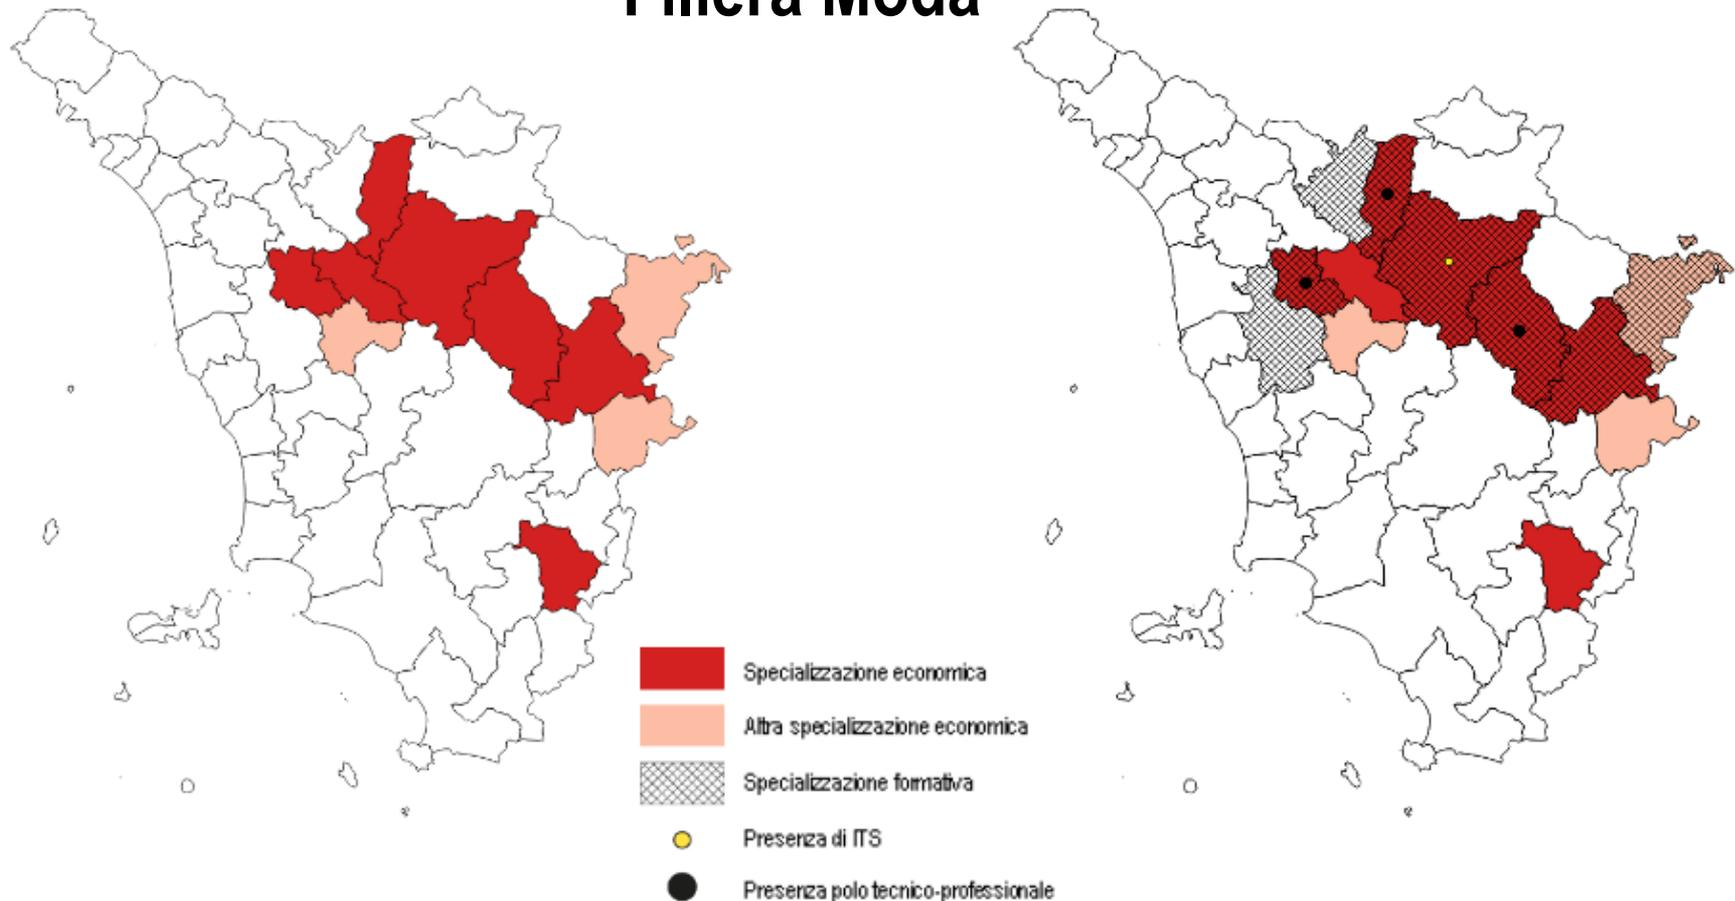 Filiera Moda
Specializzazione economica
Altra specializzazione economica
Specializzazione formativa
Presenza di ITS
Presenza polo tecnico-professionale